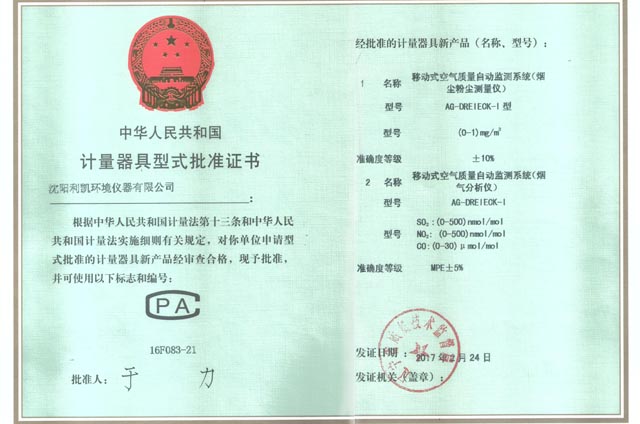 中华人民共和国
计量器具型式批准证书
沈阳利凯环境仪器有限公司：
根据中华人民共和国计量法第十三条和中华人民
共和国计量法实施细则有关规定，对你单位申请型
式批准的计量器具新产品经审查合格，现予批准，
并可使用以下标志和编号：
CPA
16F083-21
批准人：于 力
经批准的计量器具新产品（名称、型号）：
1 名称 移动式空气质量自动监测系统（烟
尘粉尘测量仪）
型号 AG-DREIECK-I 型
(0-1)mg/m³
准确度等级 ±10%
2 名称 移动式空气质量自动监测系统（烟
气分析仪）
AG-DREIECK-I
SO₂:(0-500)nmol/mol
型号 NO₂:(0-500)nmol/mol
CO:(0-30)μmol/mol
准确度等级 MPE±5%
技术监督
发证日期：2017年2月24日
发证机关（盖章）：